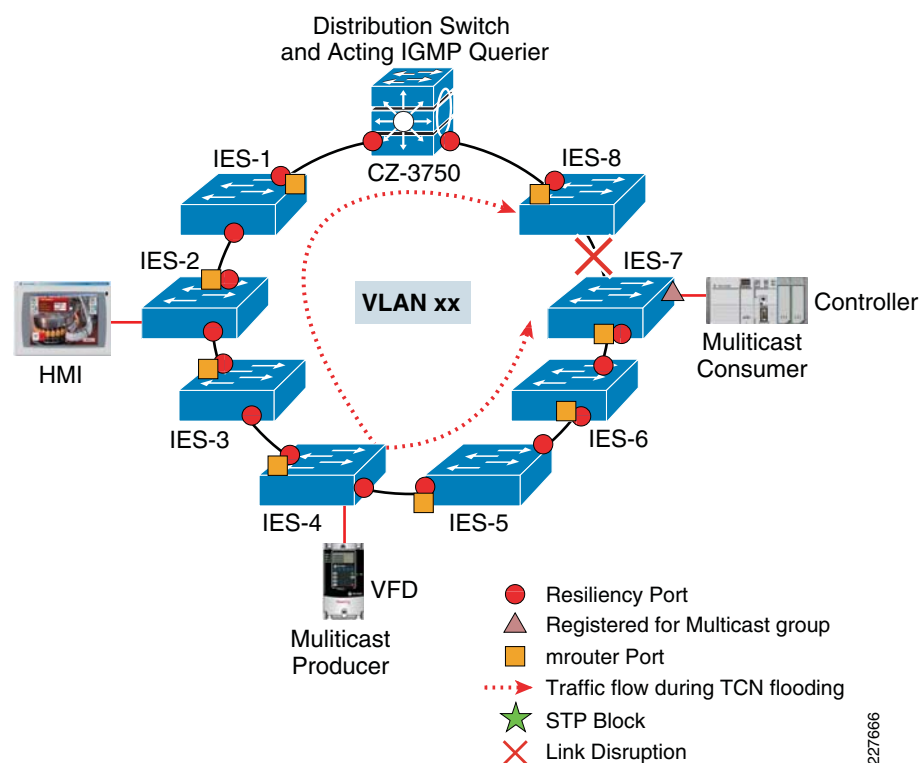 Distribution Switch
and Acting IGMP Querier
IES-1
CZ-3750
IES-8
IES-2
IES-7
VLAN xx
Controller
HMI
Muliticast
Consumer
IES-3
IES-6
IES-4
IES-5
VFD
Muliticast
Producer
Resiliency Port
Registered for Multicast group
mrouter Port
Traffic flow during TCN flooding
STP Block
Link Disruption
227666